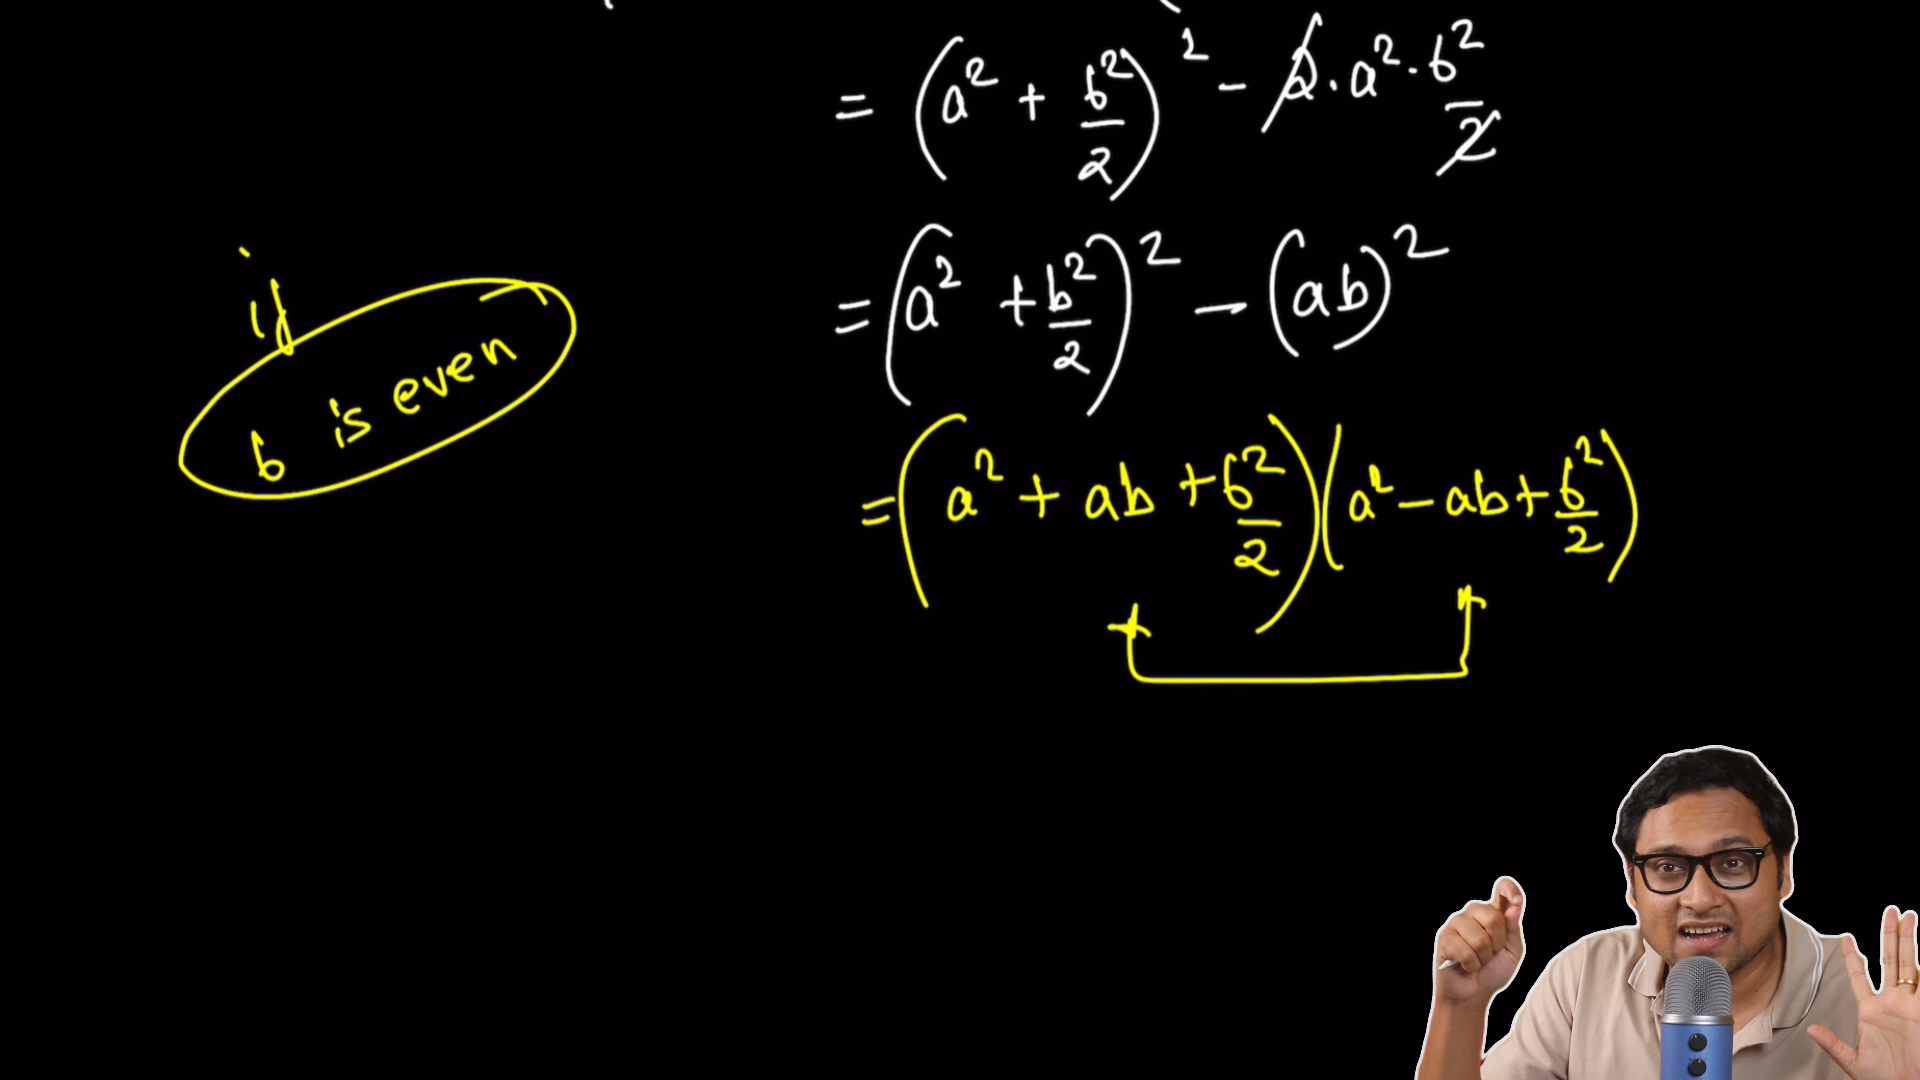 = (a² + b²/2)² - 2 · a² · b²/2
= (a² + b²/2)² - (ab)²
if
b is even
= (a² + ab + b²/2)(a² - ab + b²/2)